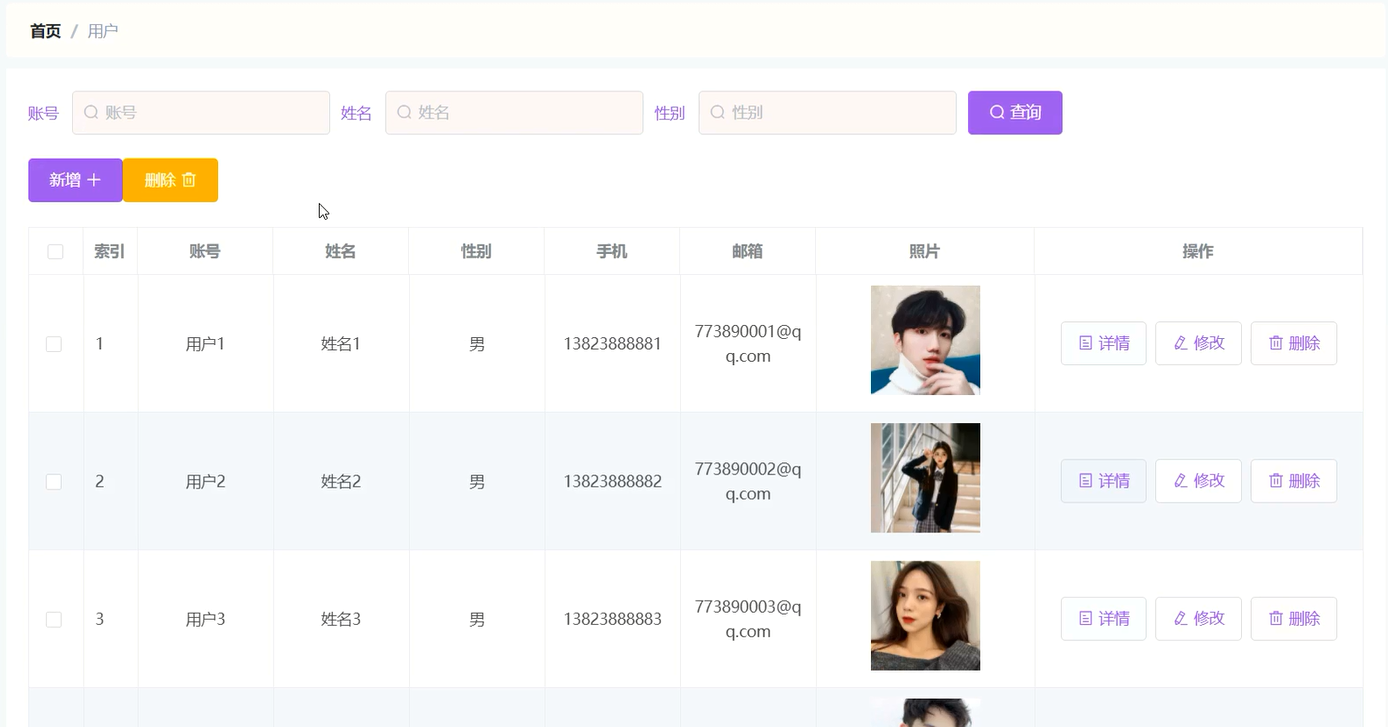 首页 / 用户
账号 账号 姓名 姓名 性别 性别 查询
新增 删除
索引 账号 姓名 性别 手机 邮箱 照片 操作
1 用户1 姓名1 男 13823888881 773890001@q
q.com 详情 修改 删除
2 用户2 姓名2 男 13823888882 773890002@q
q.com 详情 修改 删除
3 用户3 姓名3 男 13823888883 773890003@q
q.com 详情 修改 删除